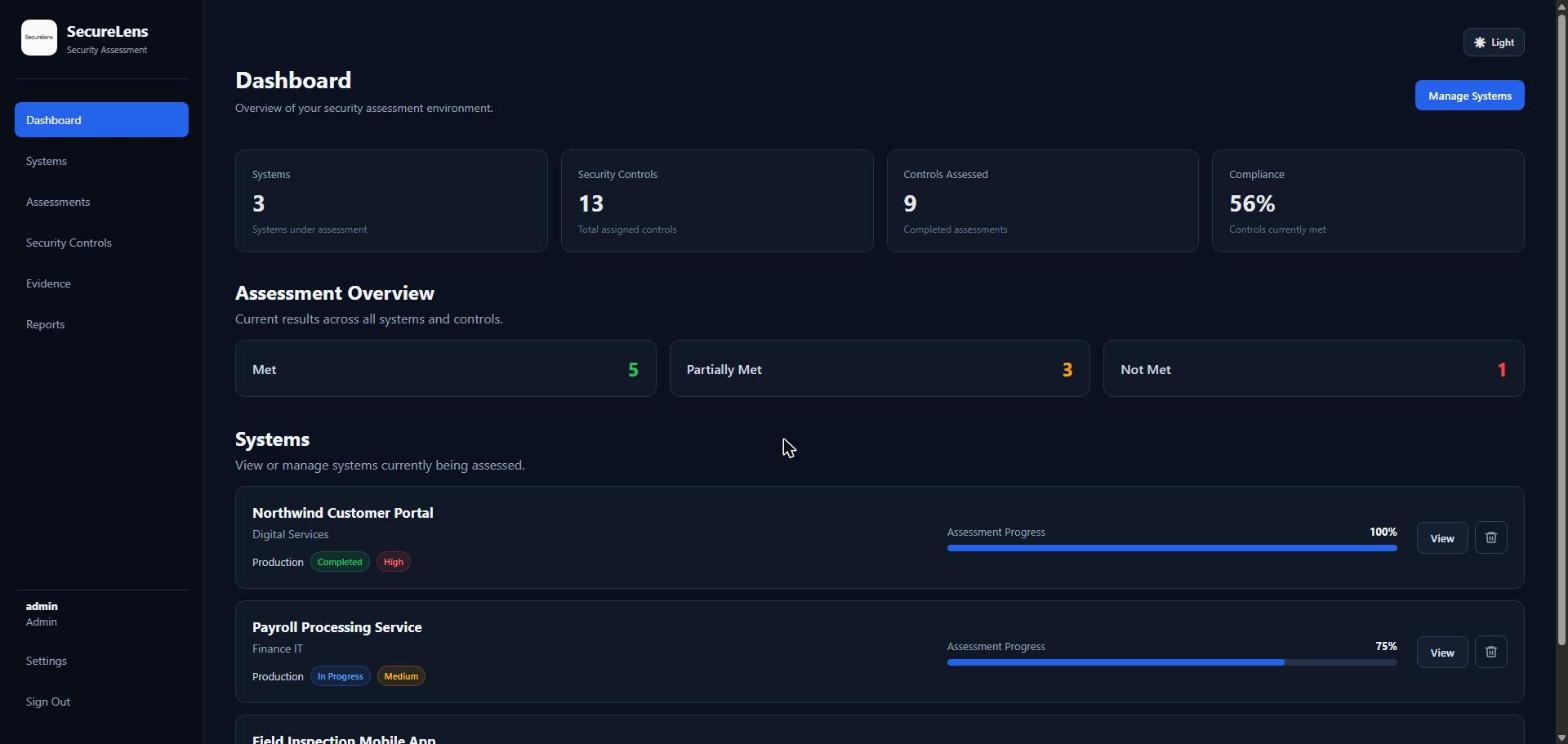 Securelens
SecureLens
Security Assessment
Dashboard
Systems
Assessments
Security Controls
Evidence
Reports
admin
Admin
Settings
Sign Out
Light
Dashboard
Overview of your security assessment environment.
Manage Systems
Systems
3
Systems under assessment
Security Controls
13
Total assigned controls
Controls Assessed
9
Completed assessments
Compliance
56%
Controls currently met
Assessment Overview
Current results across all systems and controls.
Met 5
Partially Met 3
Not Met 1
Systems
View or manage systems currently being assessed.
Northwind Customer Portal
Digital Services
Production Completed High
Assessment Progress 100%
View
Payroll Processing Service
Finance IT
Production In Progress Medium
Assessment Progress 75%
View
Field Inspection Mobile App